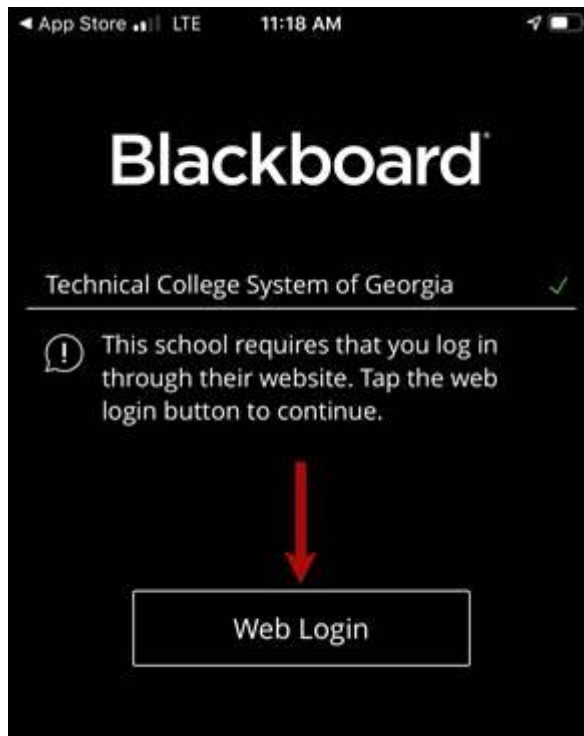 App Store LTE 11:18 AM
Blackboard
Technical College System of Georgia
This school requires that you log in
through their website. Tap the web
login button to continue.
Web Login